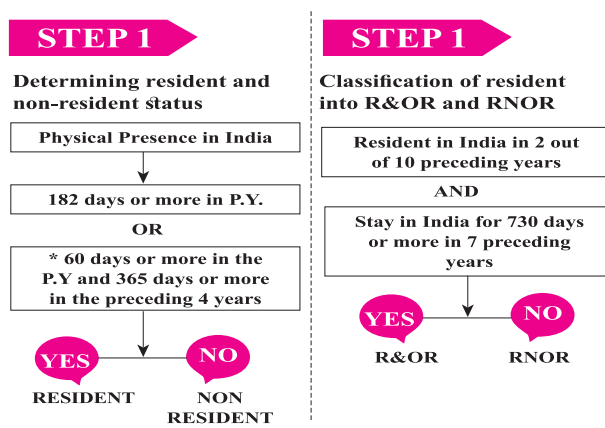 STEP 1
Determining resident and
non-resident status
Physical Presence in India
182 days or more in P.Y.
OR
* 60 days or more in the
P.Y and 365 days or more
in the preceding 4 years
YES
NO
RESIDENT
NON
RESIDENT
STEP 1
Classification of resident
into R&OR and RNOR
Resident in India in 2 out
of 10 preceding years
AND
Stay in India for 730 days
or more in 7 preceding
years
YES
NO
R&OR
RNOR